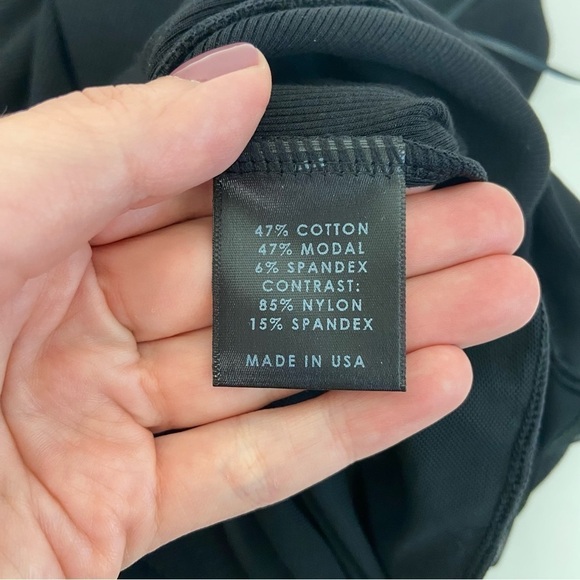 47% COTTON
47% MODAL
6% SPANDEX
CONTRAST:
85% NYLON
15% SPANDEX
MADE IN USA